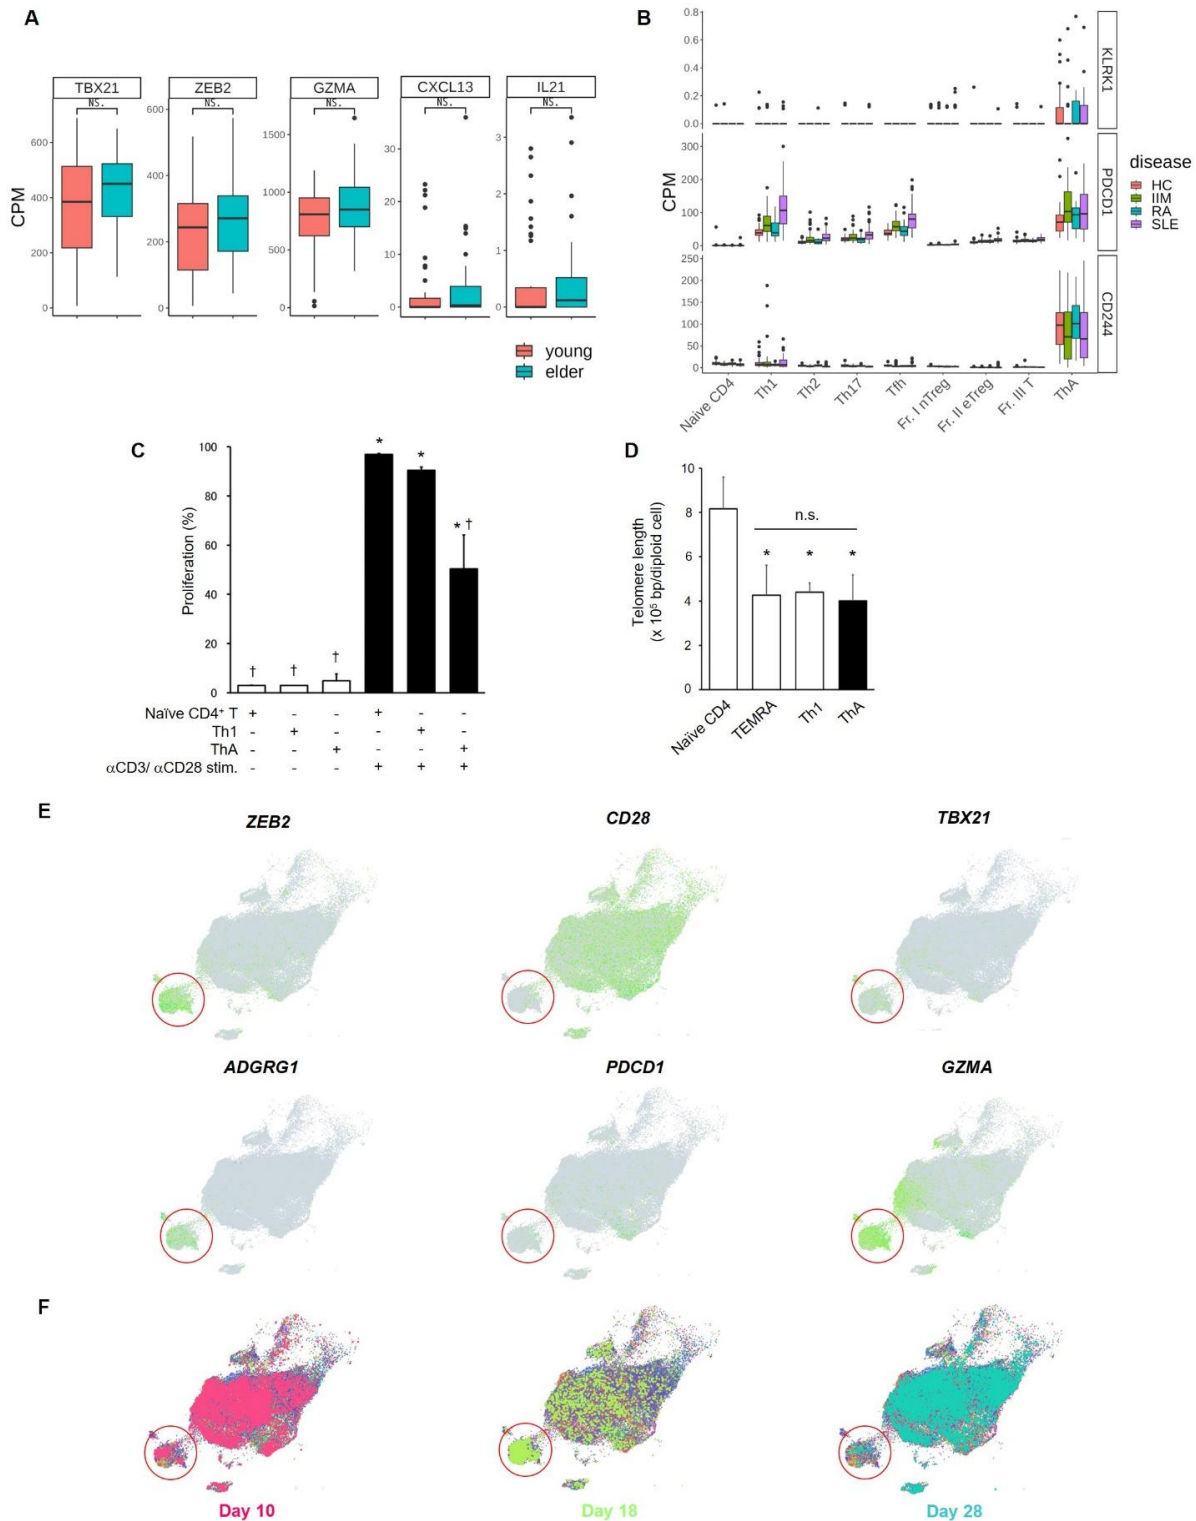 A
TBX21 ZEB2 GZMA CXCL13 IL21
NS. NS. NS. NS. NS.
CPM
600
400
200
0
600
400
200
0
1500
1000
500
0
30
20
10
0
3
2
1
0
young
elder
B
CPM
0.8
0.6
0.4
0.2
0.0
KLRK1
300
200
100
0
PDCD1
250
200
150
100
50
0
CD244
Naive CD4 Th1 Th2 Th17 Tfh Fr. I nTreg Fr. II eTreg Fr. III T ThA
disease
HC
IIM
RA
SLE
C
Proliferation (%)
100
80
60
40
20
0
† † † * * * †
Naïve CD4⁺ T + - - + - -
Th1 - + - - + -
ThA - - + - - +
αCD3/ αCD28 stim. - - - + + +
D
Telomere length
(x 10⁵ bp/diploid cell)
10
8
6
4
2
0
n.s.
* * *
Naïve CD4 TEMRA Th1 ThA
E
ZEB2 CD28 TBX21
ADGRG1 PDCD1 GZMA
F
Day 10 Day 18 Day 28